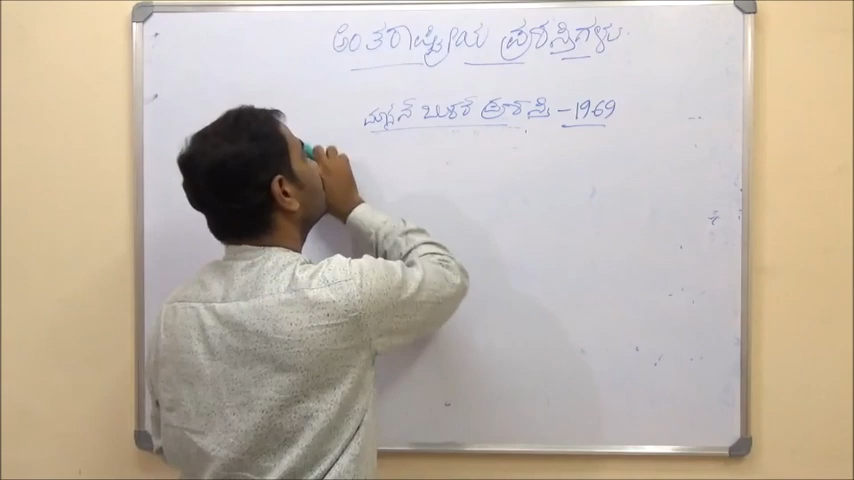 ಅಂತರಾಷ್ಟ್ರೀಯ ಪ್ರಶಸ್ತಿಗಳು
ಮ್ಯಾನ್ ಬುಕರ್ ಪ್ರಶಸ್ತಿ - 1969